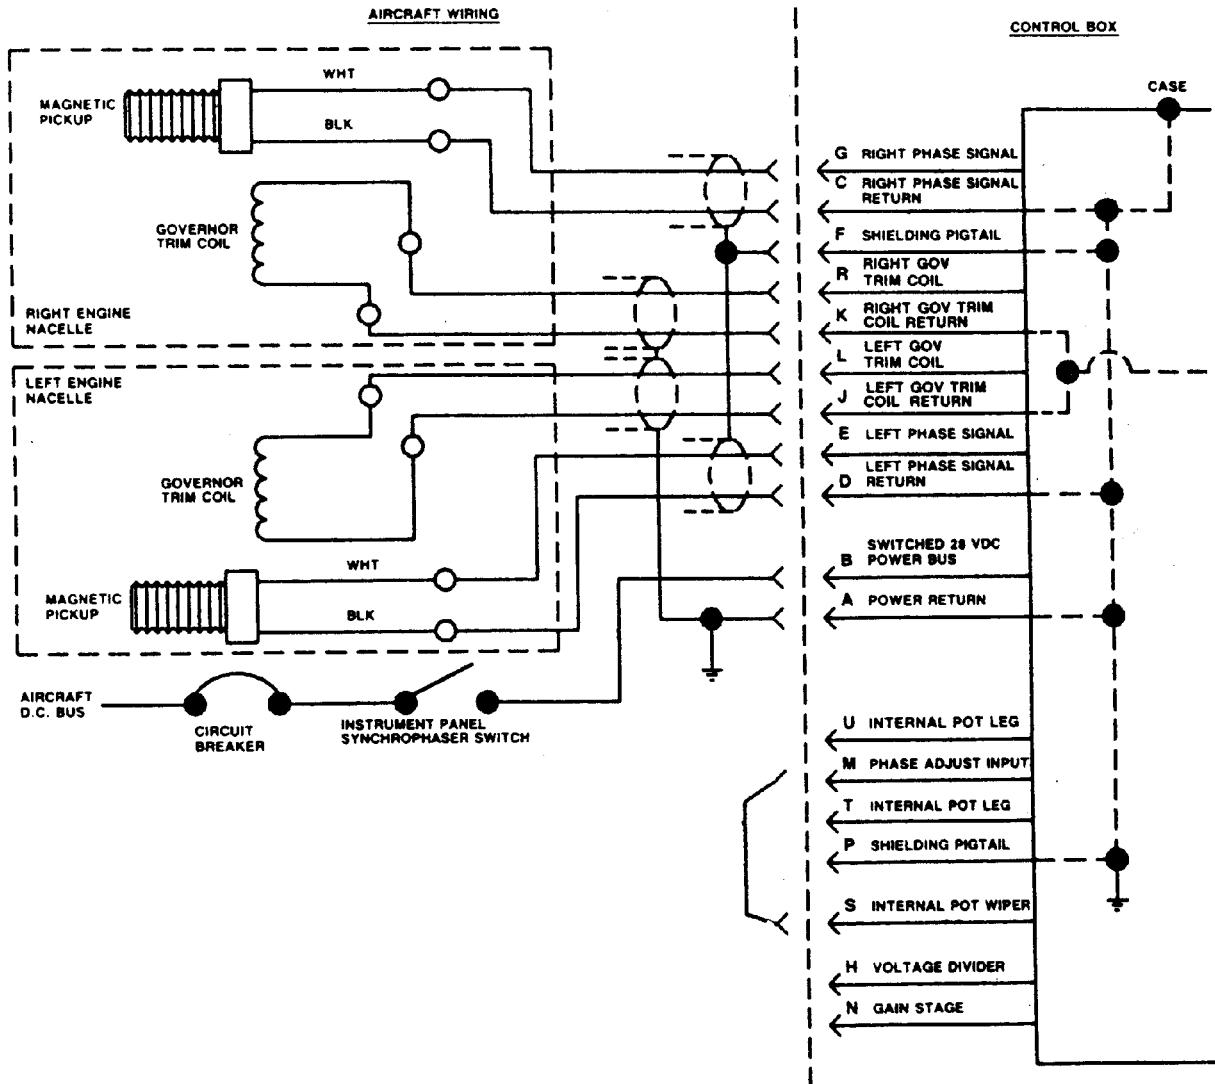 AIRCRAFT WIRING
CONTROL BOX
CASE
MAGNETIC
PICKUP
WHT
BLK
GOVERNOR
TRIM COIL
RIGHT ENGINE
NACELLE
LEFT ENGINE
NACELLE
GOVERNOR
TRIM COIL
MAGNETIC
PICKUP
WHT
BLK
AIRCRAFT
D.C. BUS
CIRCUIT
BREAKER
INSTRUMENT PANEL
SYNCHROPHASER SWITCH
G RIGHT PHASE SIGNAL
C RIGHT PHASE SIGNAL
RETURN
F SHIELDING PIGTAIL
R RIGHT GOV
TRIM COIL
K RIGHT GOV TRIM
COIL RETURN
L LEFT GOV
TRIM COIL
J LEFT GOV TRIM
COIL RETURN
E LEFT PHASE SIGNAL
D LEFT PHASE SIGNAL
RETURN
B SWITCHED 28 VDC
POWER BUS
A POWER RETURN
U INTERNAL POT LEG
M PHASE ADJUST INPUT
T INTERNAL POT LEG
P SHIELDING PIGTAIL
S INTERNAL POT WIPER
H VOLTAGE DIVIDER
N GAIN STAGE